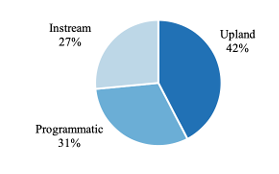 Instream
27%
Upland
42%
Programmatic
31%